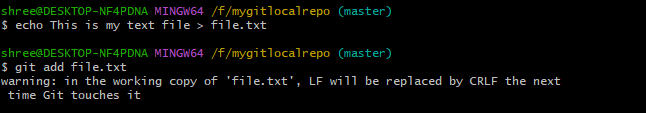 shree@DESKTOP-NF4PDNA MINGW64 /f/mygitlocalrepo (master)
$ echo This is my text file > file.txt
shree@DESKTOP-NF4PDNA MINGW64 /f/mygitlocalrepo (master)
$ git add file.txt
warning: in the working copy of 'file.txt', LF will be replaced by CRLF the next
 time Git touches it